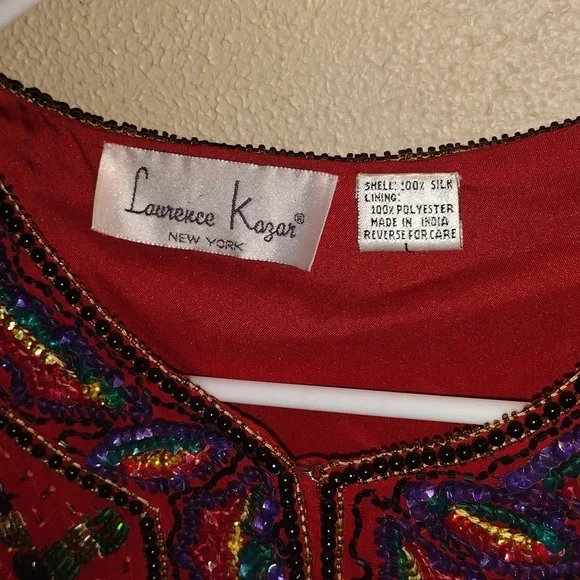 Laurence Kazar®
NEW YORK
SHELL: 100% SILK
LINING:
100% POLYESTER
MADE IN INDIA
REVERSE FOR CARE
L